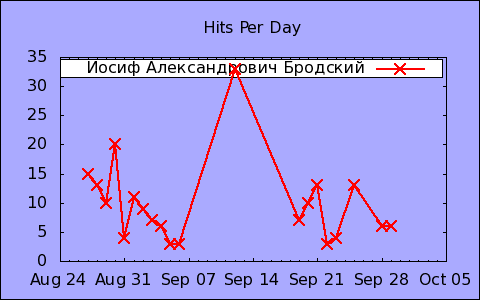 Hits Per Day
35
Иосиф Александрович Бродский
30
25
20
15
10
5
0
Aug 24 Aug 31 Sep 07 Sep 14 Sep 21 Sep 28 Oct 05